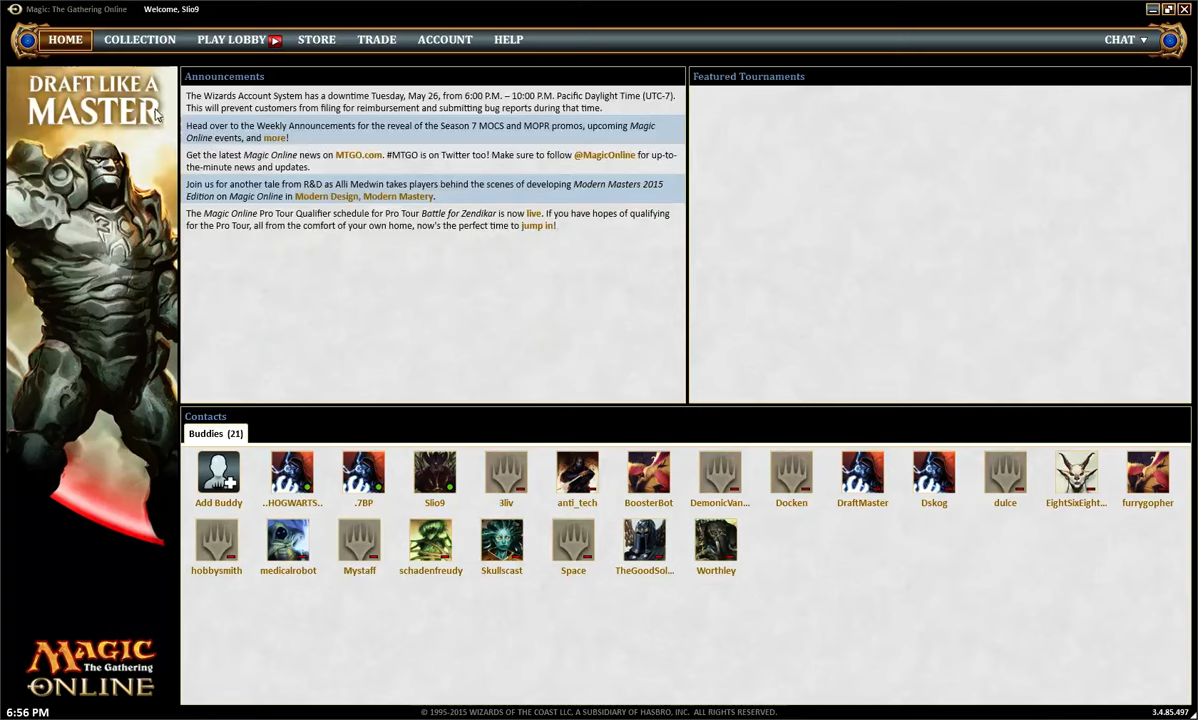 Magic: The Gathering Online
Welcome, Slio9
HOME COLLECTION PLAY LOBBY STORE TRADE ACCOUNT HELP CHAT
DRAFT LIKE A
MASTER
Announcements
The Wizards Account System has a downtime Tuesday, May 26, from 6:00 P.M. – 10:00 P.M. Pacific Daylight Time (UTC-7).
This will prevent customers from filing for reimbursement and submitting bug reports during that time.
Head over to the Weekly Announcements for the reveal of the Season 7 MOCS and MOPR promos, upcoming Magic
Online events, and more!
Get the latest Magic Online news on MTGO.com. #MTGO is on Twitter too! Make sure to follow @MagicOnline for up-to-
the-minute news and updates.
Join us for another tale from R&D as Alli Medwin takes players behind the scenes of developing Modern Masters 2015
Edition on Magic Online in Modern Design, Modern Mastery.
The Magic Online Pro Tour Qualifier schedule for Pro Tour Battle for Zendikar is now live. If you have hopes of qualifying
for the Pro Tour, all from the comfort of your own home, now's the perfect time to jump in!
Featured Tournaments
Contacts
Buddies (21)
Add Buddy ..HOGWARTS.. .7BP Slio9 3liv anti_tech BoosterBot DemonicVan... Docken DraftMaster Dskog dulce EightSixEight... furrygopher
hobbysmith medicalrobot Mystaff schadenfreudy Skullscast Space TheGoodSol... Worthley
MAGIC
The Gathering
ONLINE
6:56 PM
© 1995-2015 WIZARDS OF THE COAST LLC, A SUBSIDIARY OF HASBRO, INC. ALL RIGHTS RESERVED.
3.4.85.497